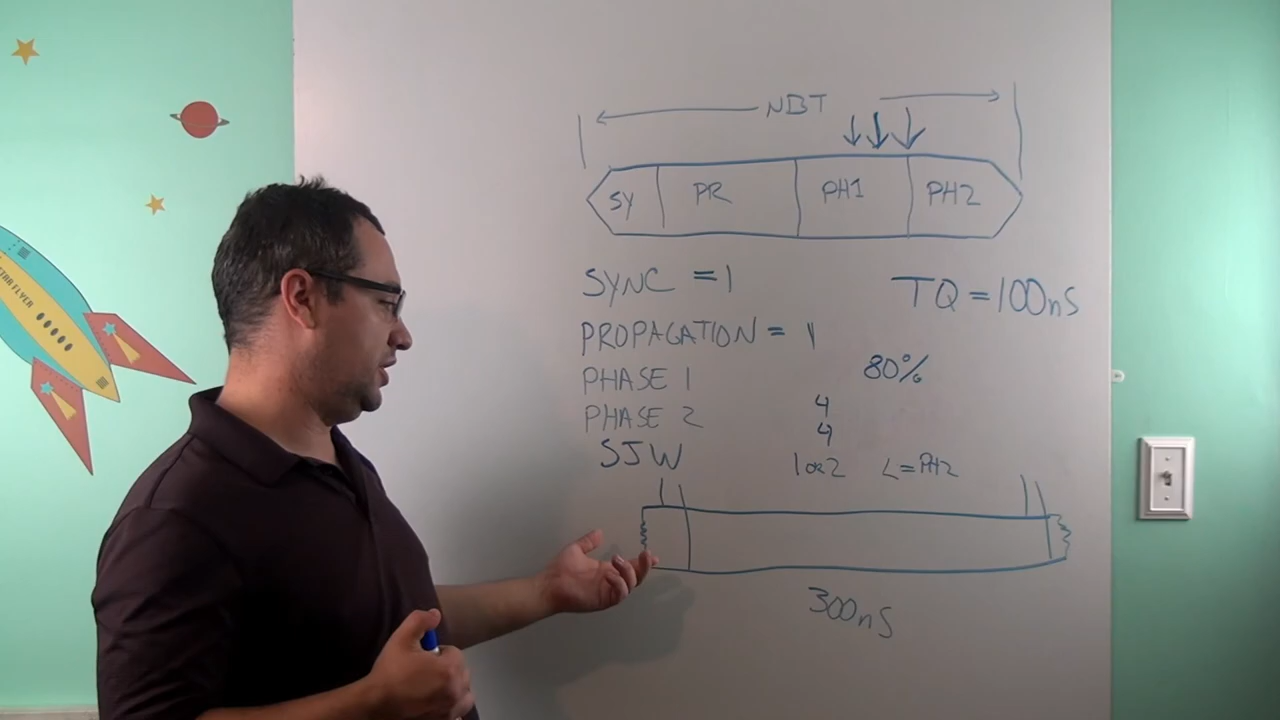 NBT
SY PR PH1 PH2
SYNC = 1
TQ = 100nS
PROPAGATION = 1
80%
PHASE 1
4
PHASE 2
4
SJW 1 or 2 L = PH2
300nS